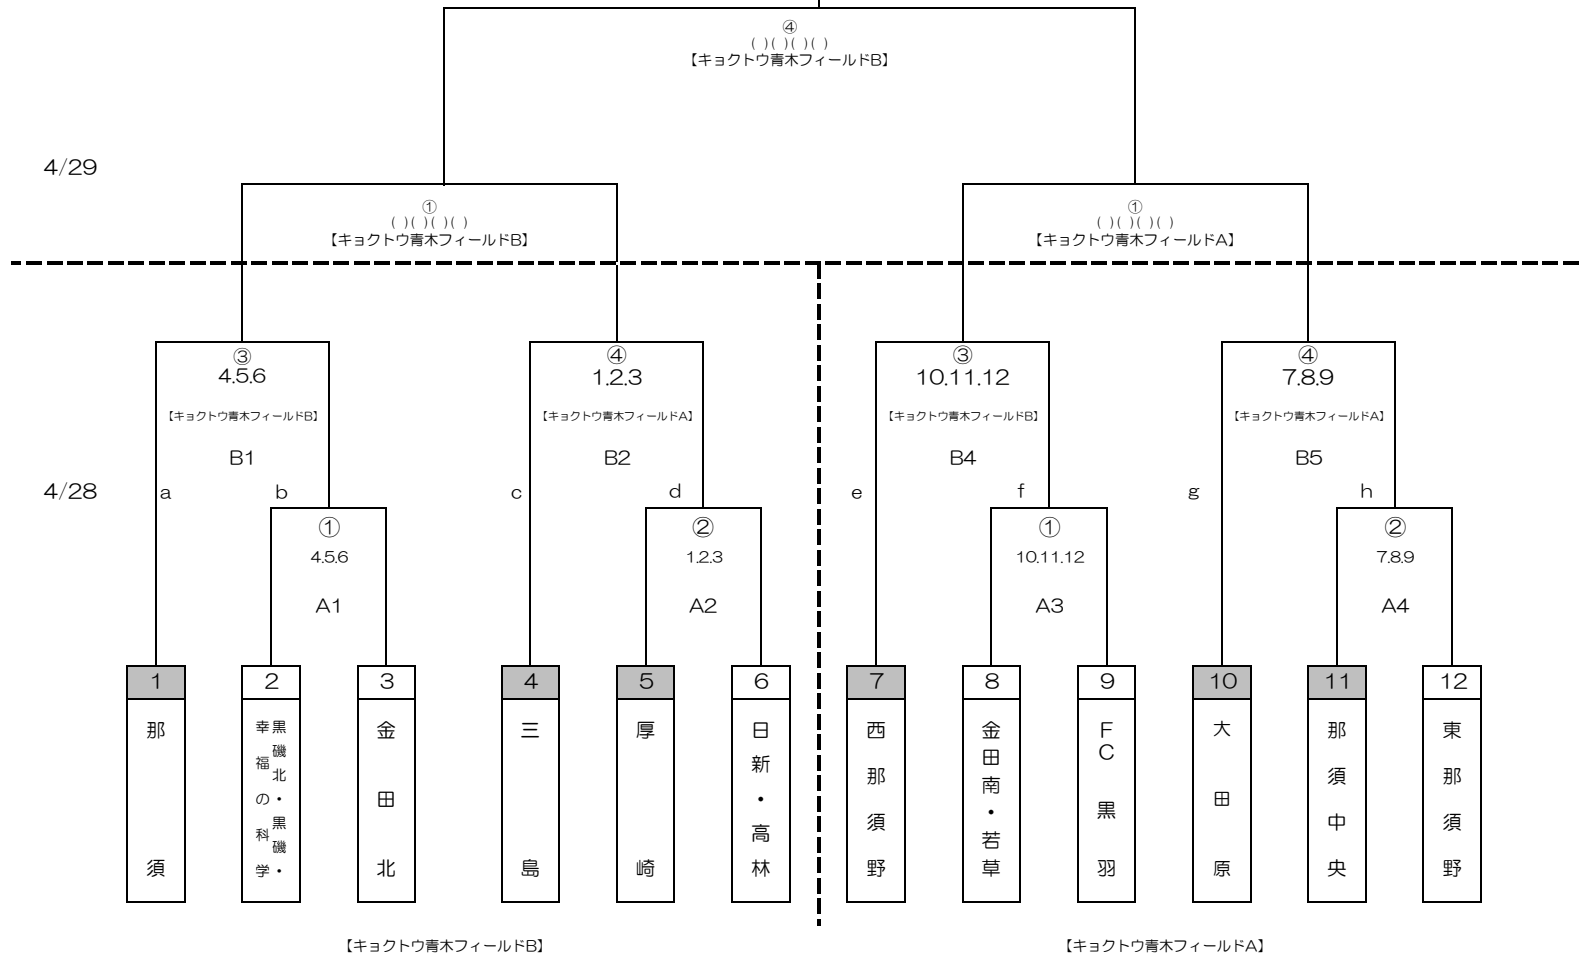 ④
( )( )( )( )
【キョクトウ青木フィールドB】
4/29
①
( )( )( )( )
【キョクトウ青木フィールドB】
①
( )( )( )( )
【キョクトウ青木フィールドA】
③
4.5.6
【キョクトウ青木フィールドB】
B1
④
1.2.3
【キョクトウ青木フィールドA】
B2
③
10.11.12
【キョクトウ青木フィールドB】
B4
④
7.8.9
【キョクトウ青木フィールドA】
B5
4/28
a
b
c
d
e
f
g
h
①
4.5.6
A1
②
1.2.3
A2
①
10.11.12
A3
②
7.8.9
A4
1
那須
2
黒磯北・黒磯・
幸福の科学
3
金田北
4
三島
5
厚崎
6
日新・高林
7
西那須野
8
金田南・若草
9
FC黒羽
10
大田原
11
那須中央
12
東那須野
【キョクトウ青木フィールドB】
【キョクトウ青木フィールドA】